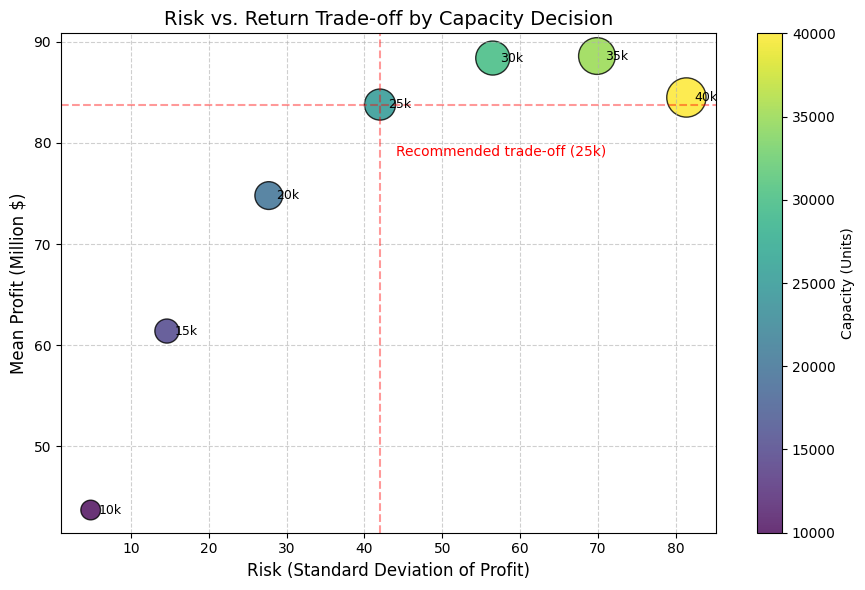 Risk vs. Return Trade-off by Capacity Decision
Mean Profit (Million $)
90
80
70
60
50
30k
35k
40k
25k
Recommended trade-off (25k)
20k
15k
10k
10
20
30
40
50
60
70
80
Risk (Standard Deviation of Profit)
40000
35000
30000
25000
20000
15000
10000
Capacity (Units)